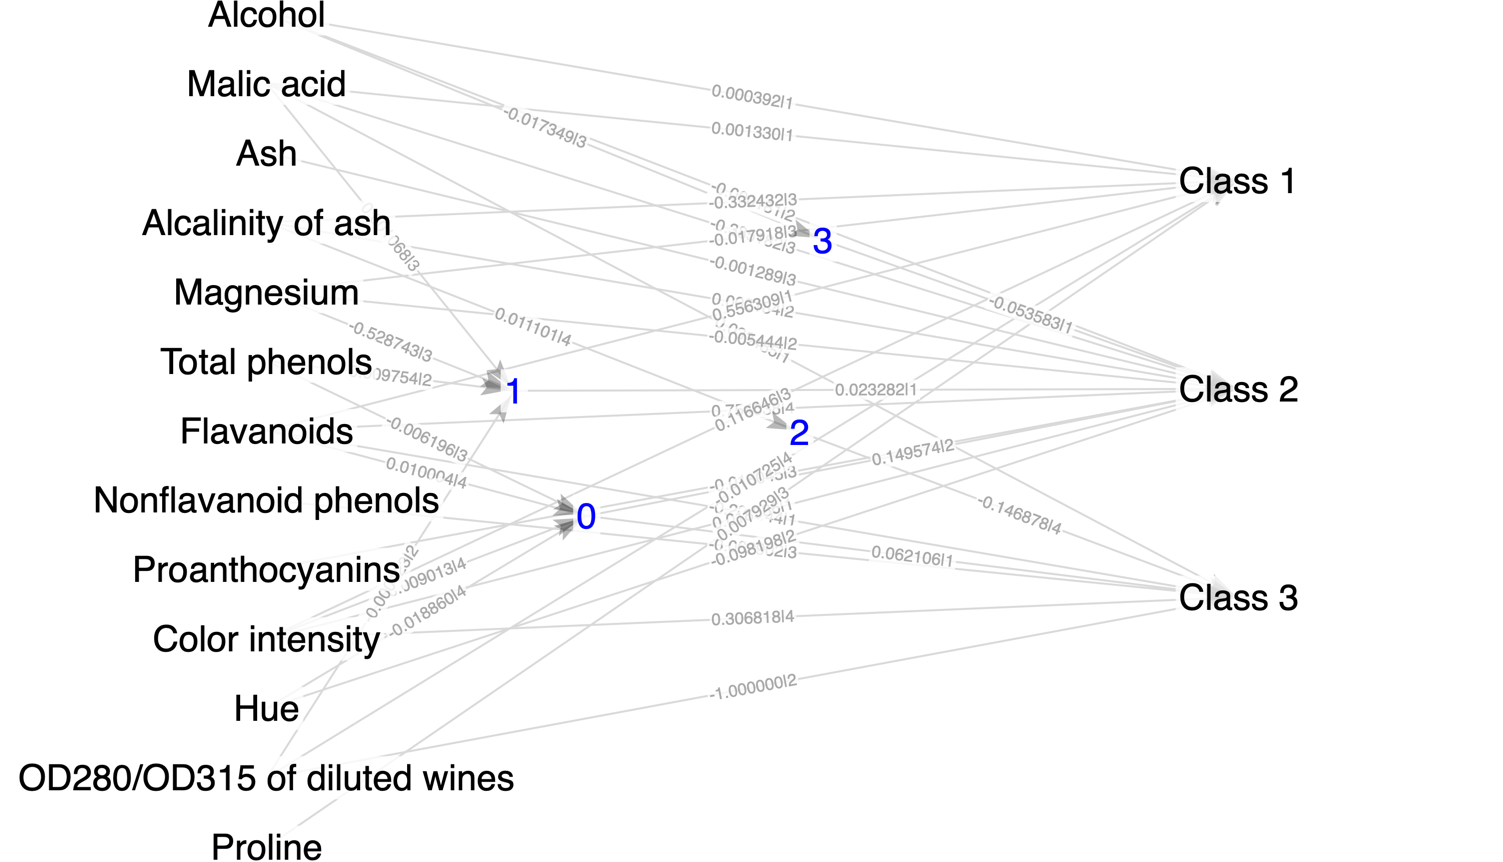 Alcohol
Malic acid
Ash
Alcalinity of ash
Magnesium
Total phenols
Flavanoids
Nonflavanoid phenols
Proanthocyanins
Color intensity
Hue
OD280/OD315 of diluted wines
Proline
0.000392|1
-0.017349|3
0.001330|1
-0.332432|3
-0.017918|3
-0.001289|3
0.556309|1
-0.005444|2
0.011101|4
-0.528743|3
-0.053583|1
0.023282|1
0.116646|3
-0.006196|3
0.010004|4
0.149574|2
-0.010725|4
0.007929|3
-0.098198|2
-0.146878|4
0.062106|1
-0.018860|4
0.306818|4
-1.000000|2
3
1
2
0
Class 1
Class 2
Class 3